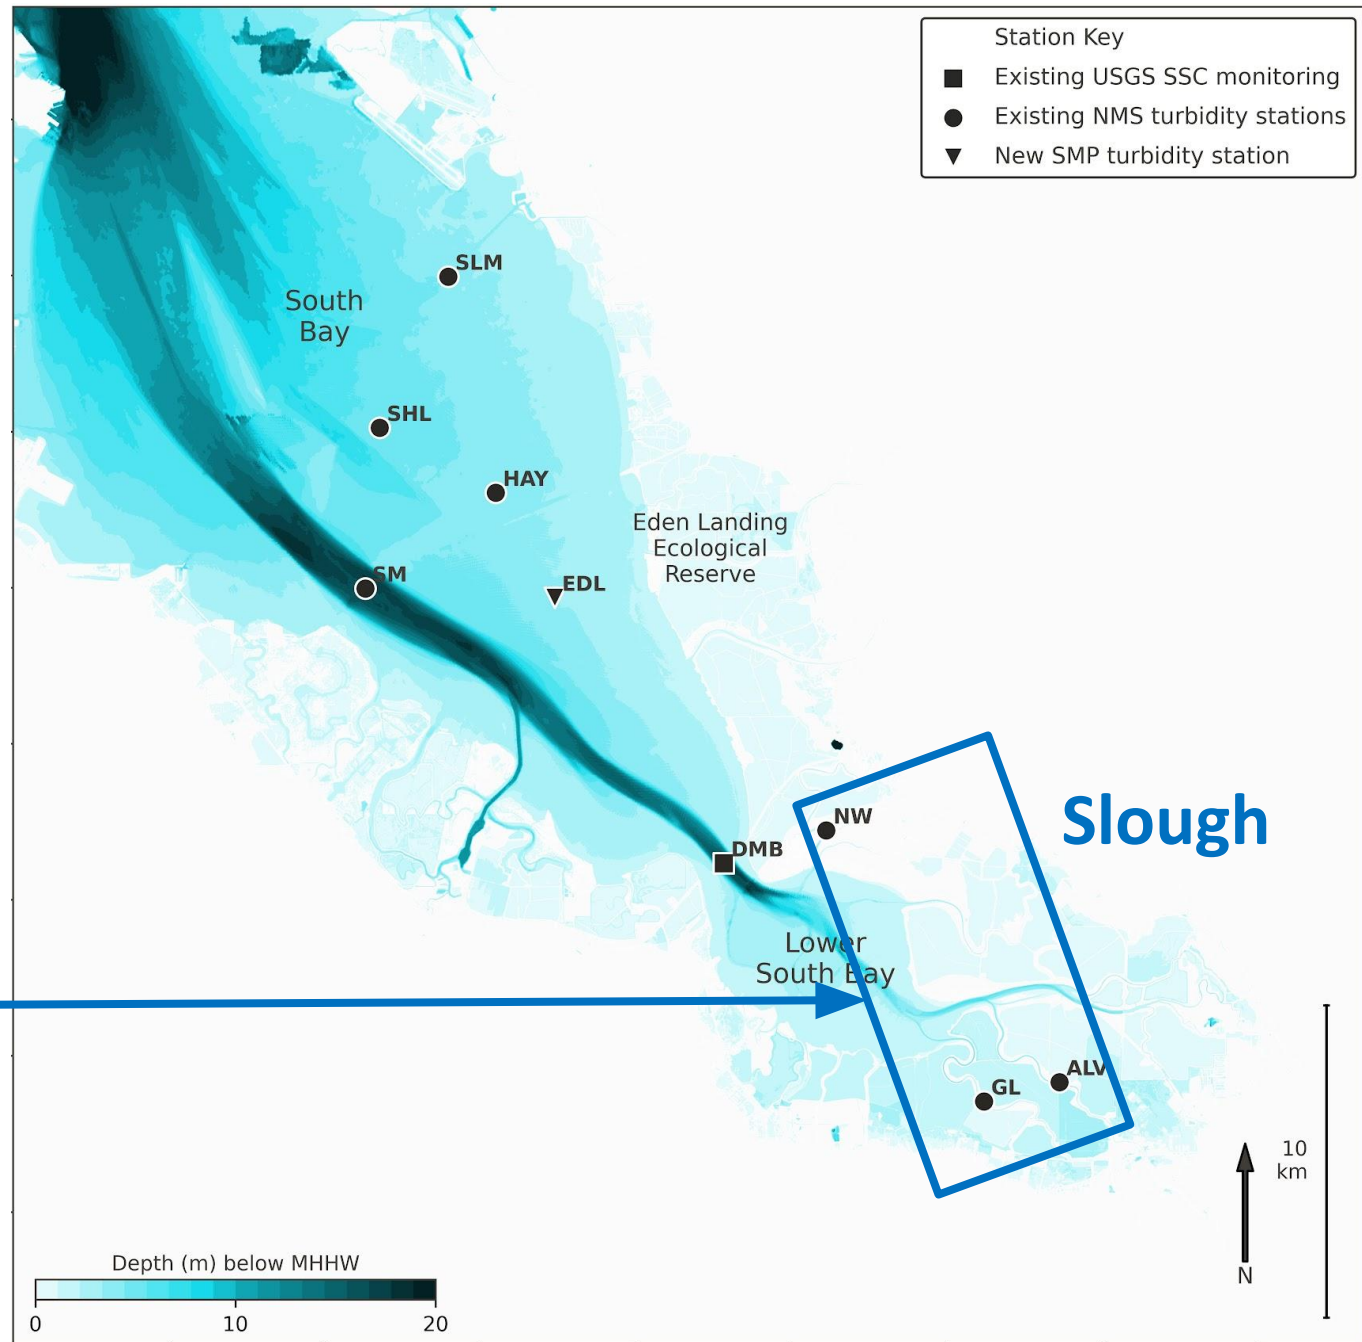 Station Key
Existing USGS SSC monitoring
Existing NMS turbidity stations
New SMP turbidity station
SLM
South
Bay
SHL
HAY
Eden Landing
Ecological
Reserve
SM
EDL
Slough
NW
DMB
Lower
South Bay
ALV
GL
10
km
N
Depth (m) below MHHW
0
10
20